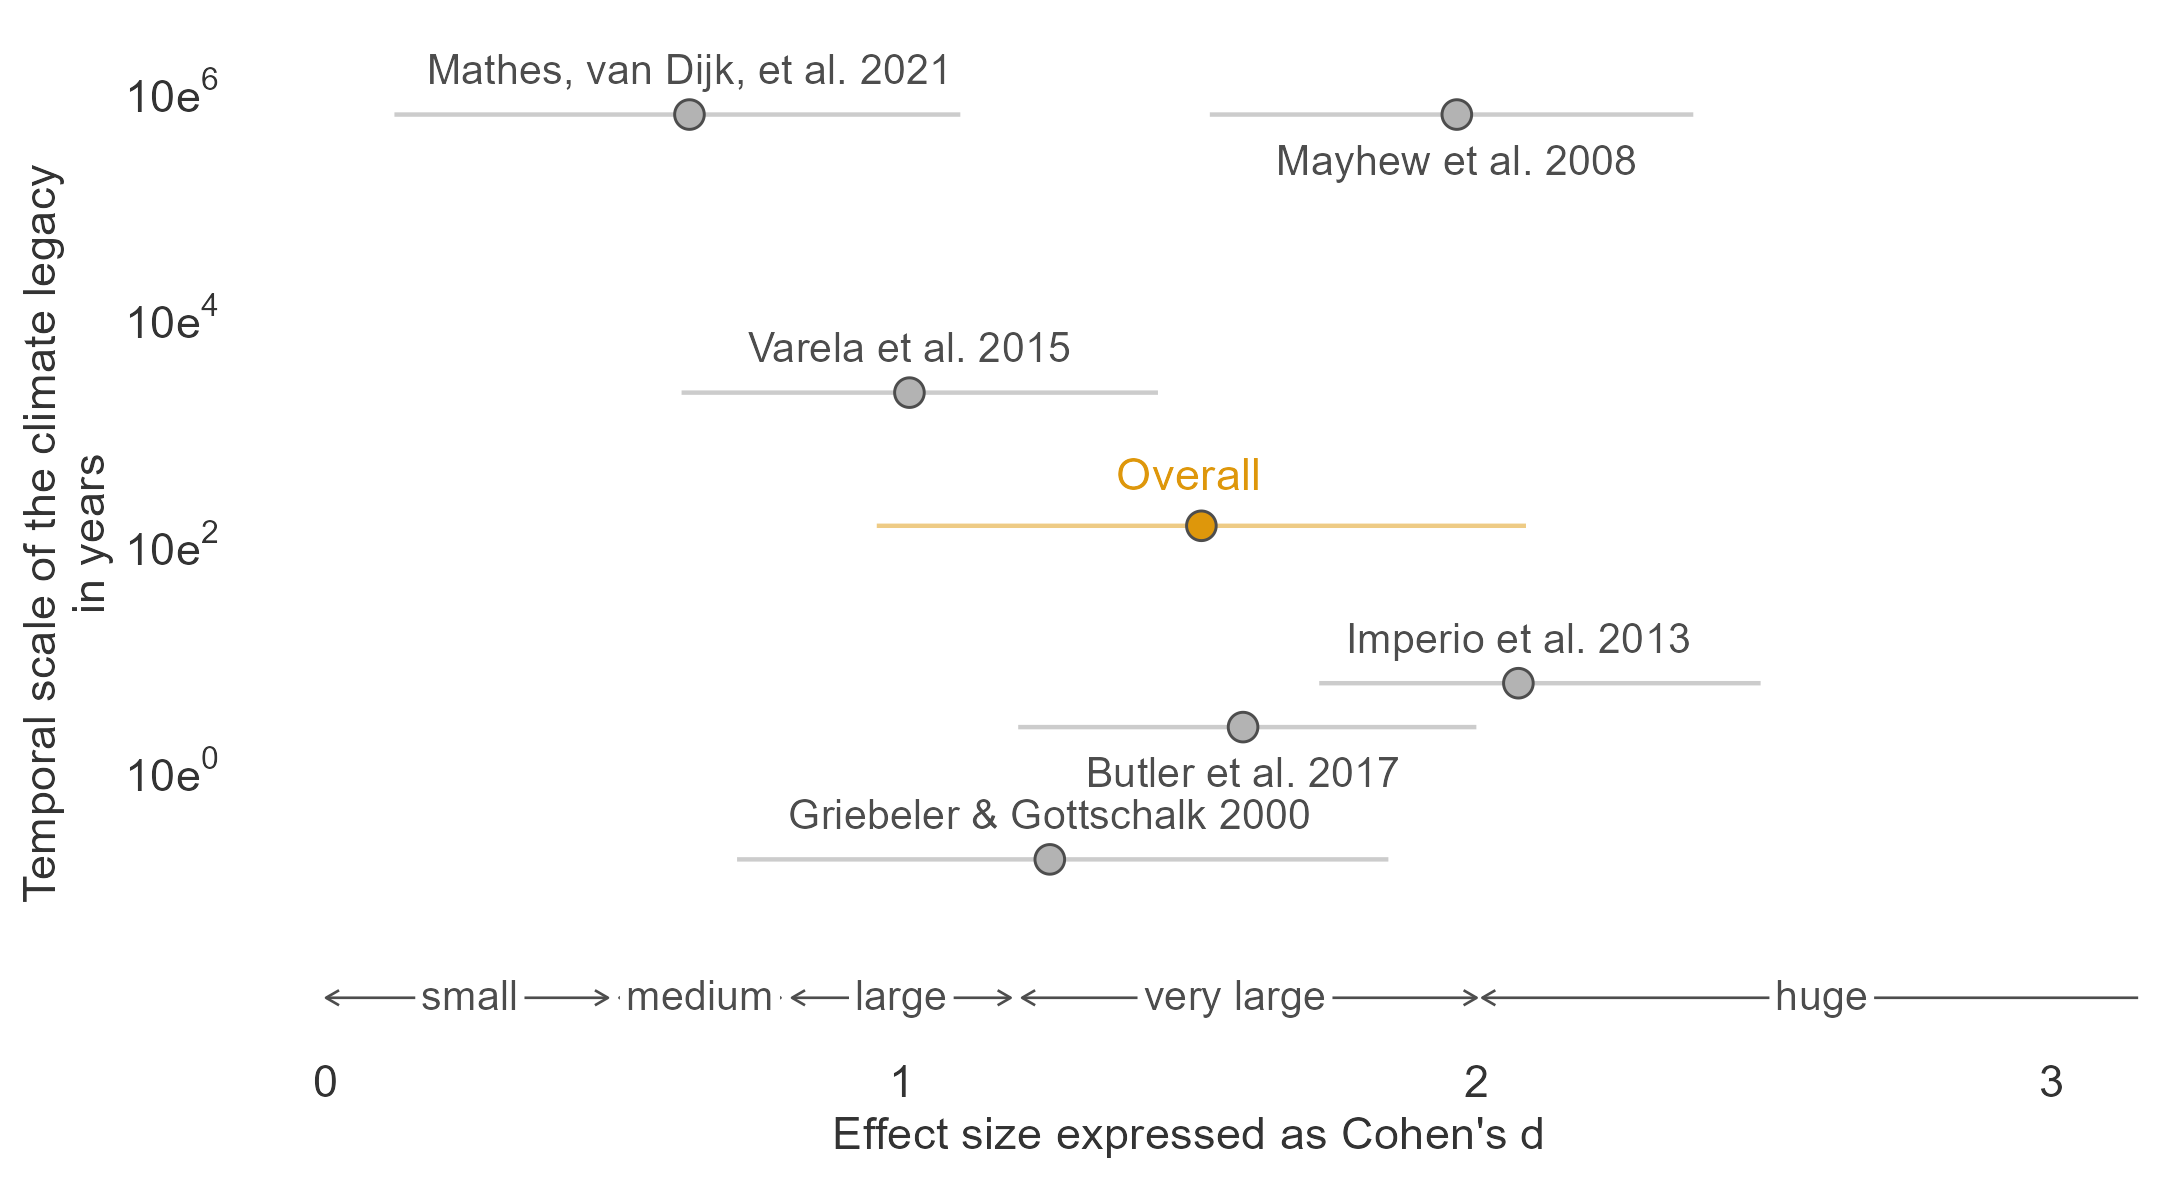 Mathes, van Dijk, et al. 2021
10e⁶
Mayhew et al. 2008
10e⁴
Varela et al. 2015
Overall
10e²
Imperio et al. 2013
Butler et al. 2017
10e⁰
Griebeler & Gottschalk 2000
Temporal scale of the climate legacy
in years
small medium large very large huge
0 1 2 3
Effect size expressed as Cohen's d